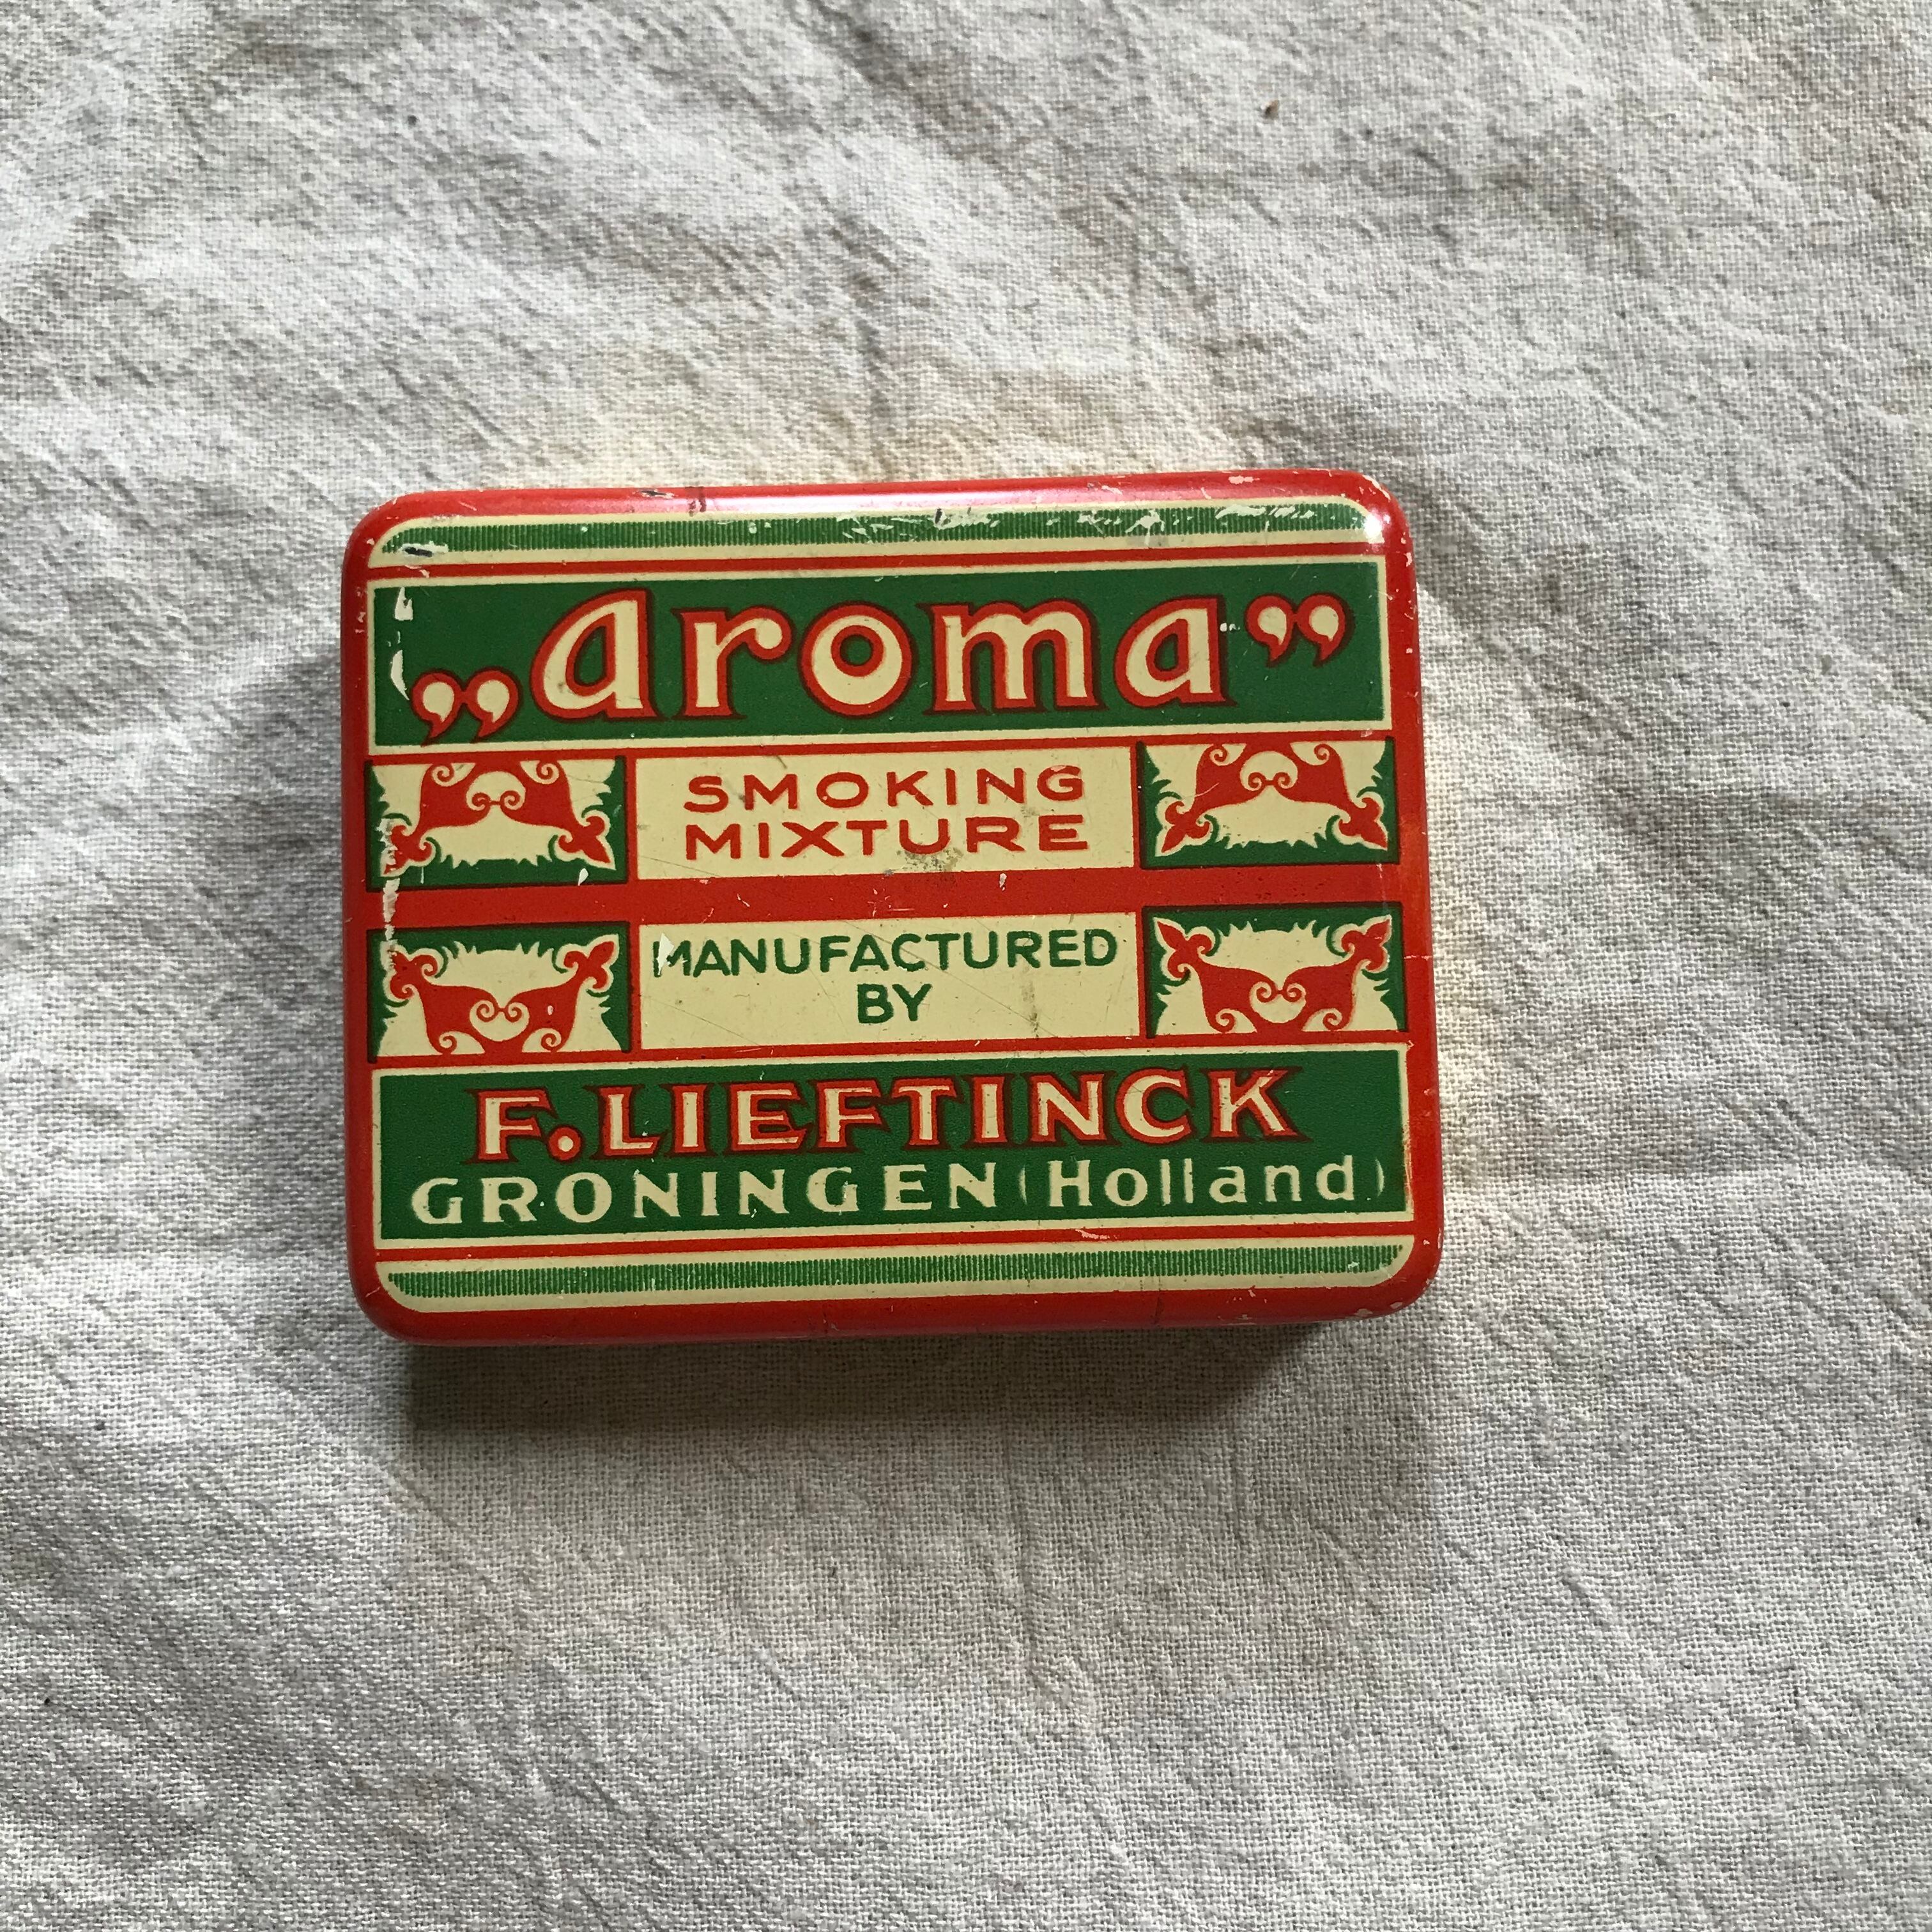 „aroma”
SMOKING
MIXTURE
MANUFACTURED
BY
F. LIEFTINCK
GRONINGEN (Holland)